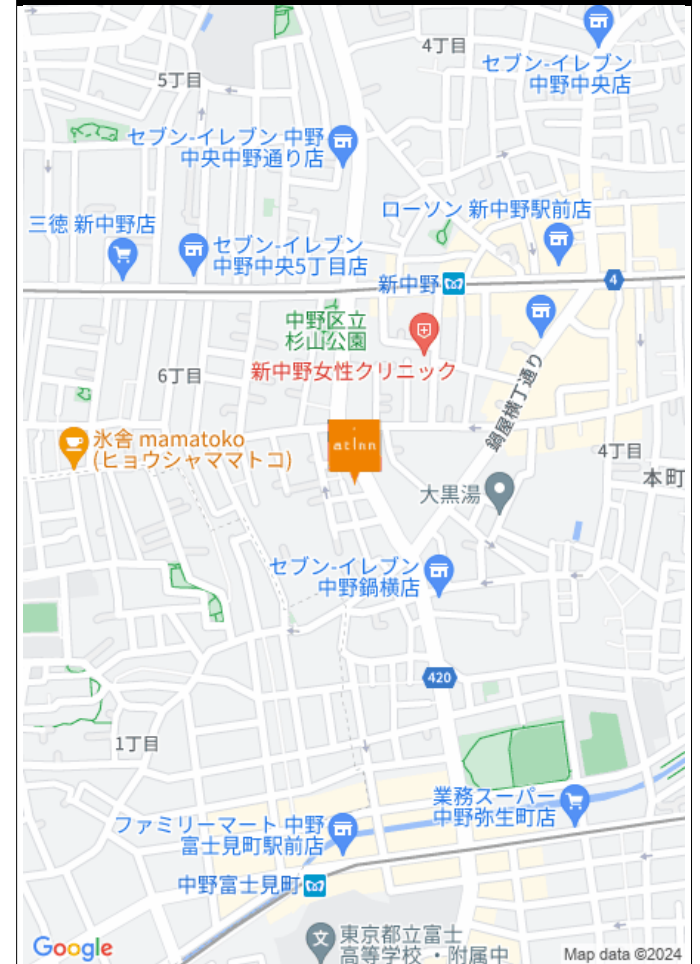 4丁目
セブン-イレブン
中野中央店
5丁目
セブン-イレブン 中野
中央中野通り店
ローソン 新中野駅前店
三徳 新中野店
セブン-イレブン
中野中央5丁目店
新中野
4
中野区立
杉山公園
新中野女性クリニック
6丁目
鍋屋横丁通り
氷舎 mamatoko
(ヒョウシャママトコ)
at Inn
4丁目
本町
大黒湯
セブン-イレブン
中野鍋横店
420
1丁目
業務スーパー
中野弥生町店
ファミリーマート 中野
富士見町駅前店
中野富士見町
東京都立富士
高等学校・附属中
Google
Map data ©2024